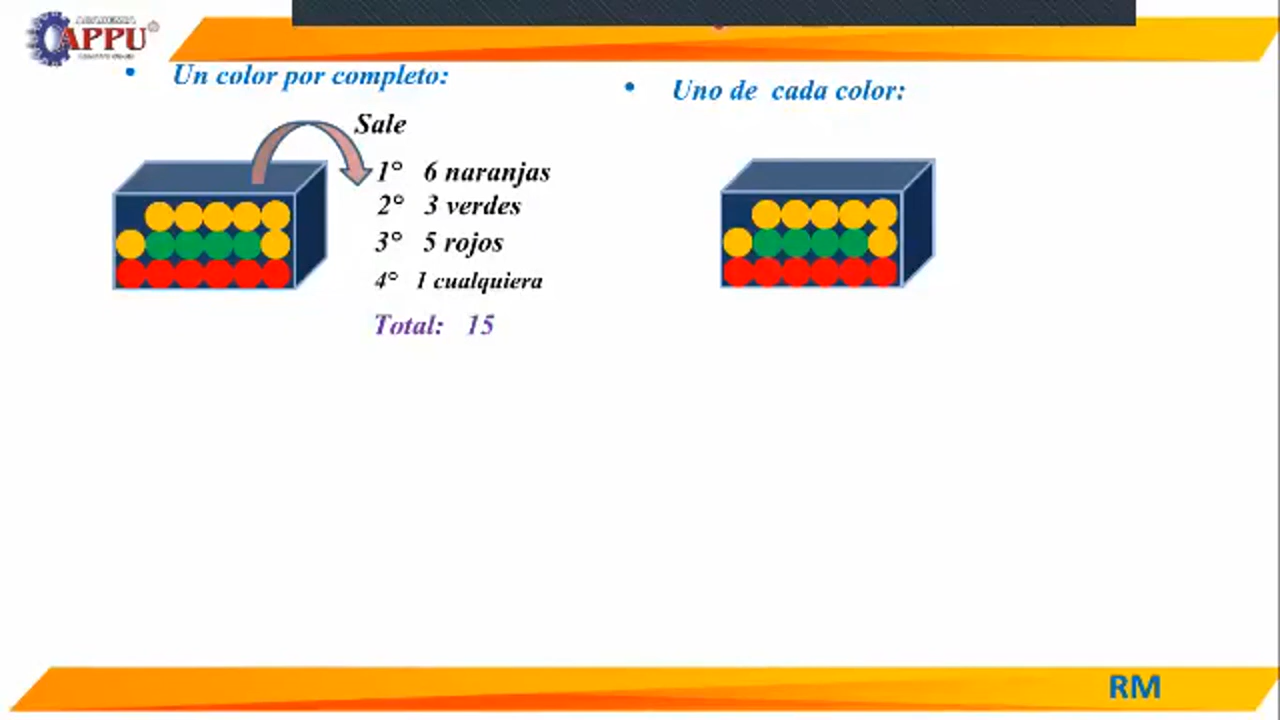 ACADEMIA
APPU
Un color por completo:
Sale
1° 6 naranjas
2° 3 verdes
3° 5 rojos
4° 1 cualquiera
Total: 15
Uno de cada color:
RM